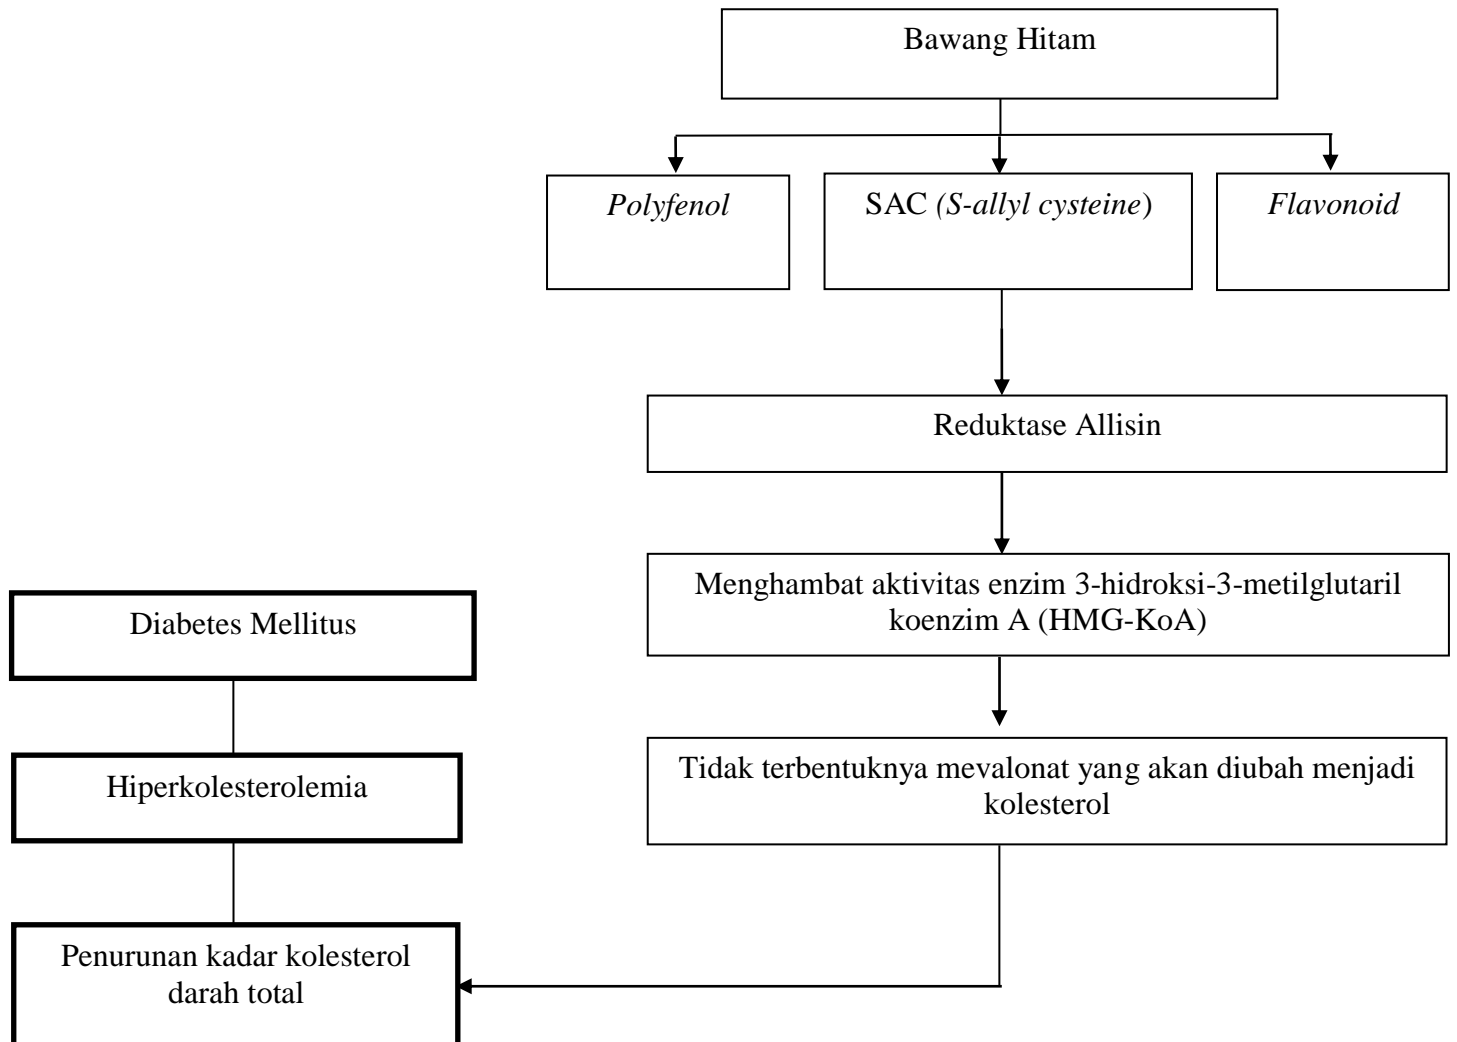 Bawang Hitam
Polyfenol
SAC (S-allyl cysteine)
Flavonoid
Reduktase Allisin
Menghambat aktivitas enzim 3-hidroksi-3-metilglutaril
koenzim A (HMG-KoA)
Diabetes Mellitus
Hiperkolesterolemia
Tidak terbentuknya mevalonat yang akan diubah menjadi
kolesterol
Penurunan kadar kolesterol
darah total